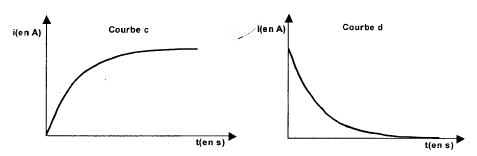 i(en A)
Courbe c
t(en s)
I(en A)
Courbe d
t(en s)